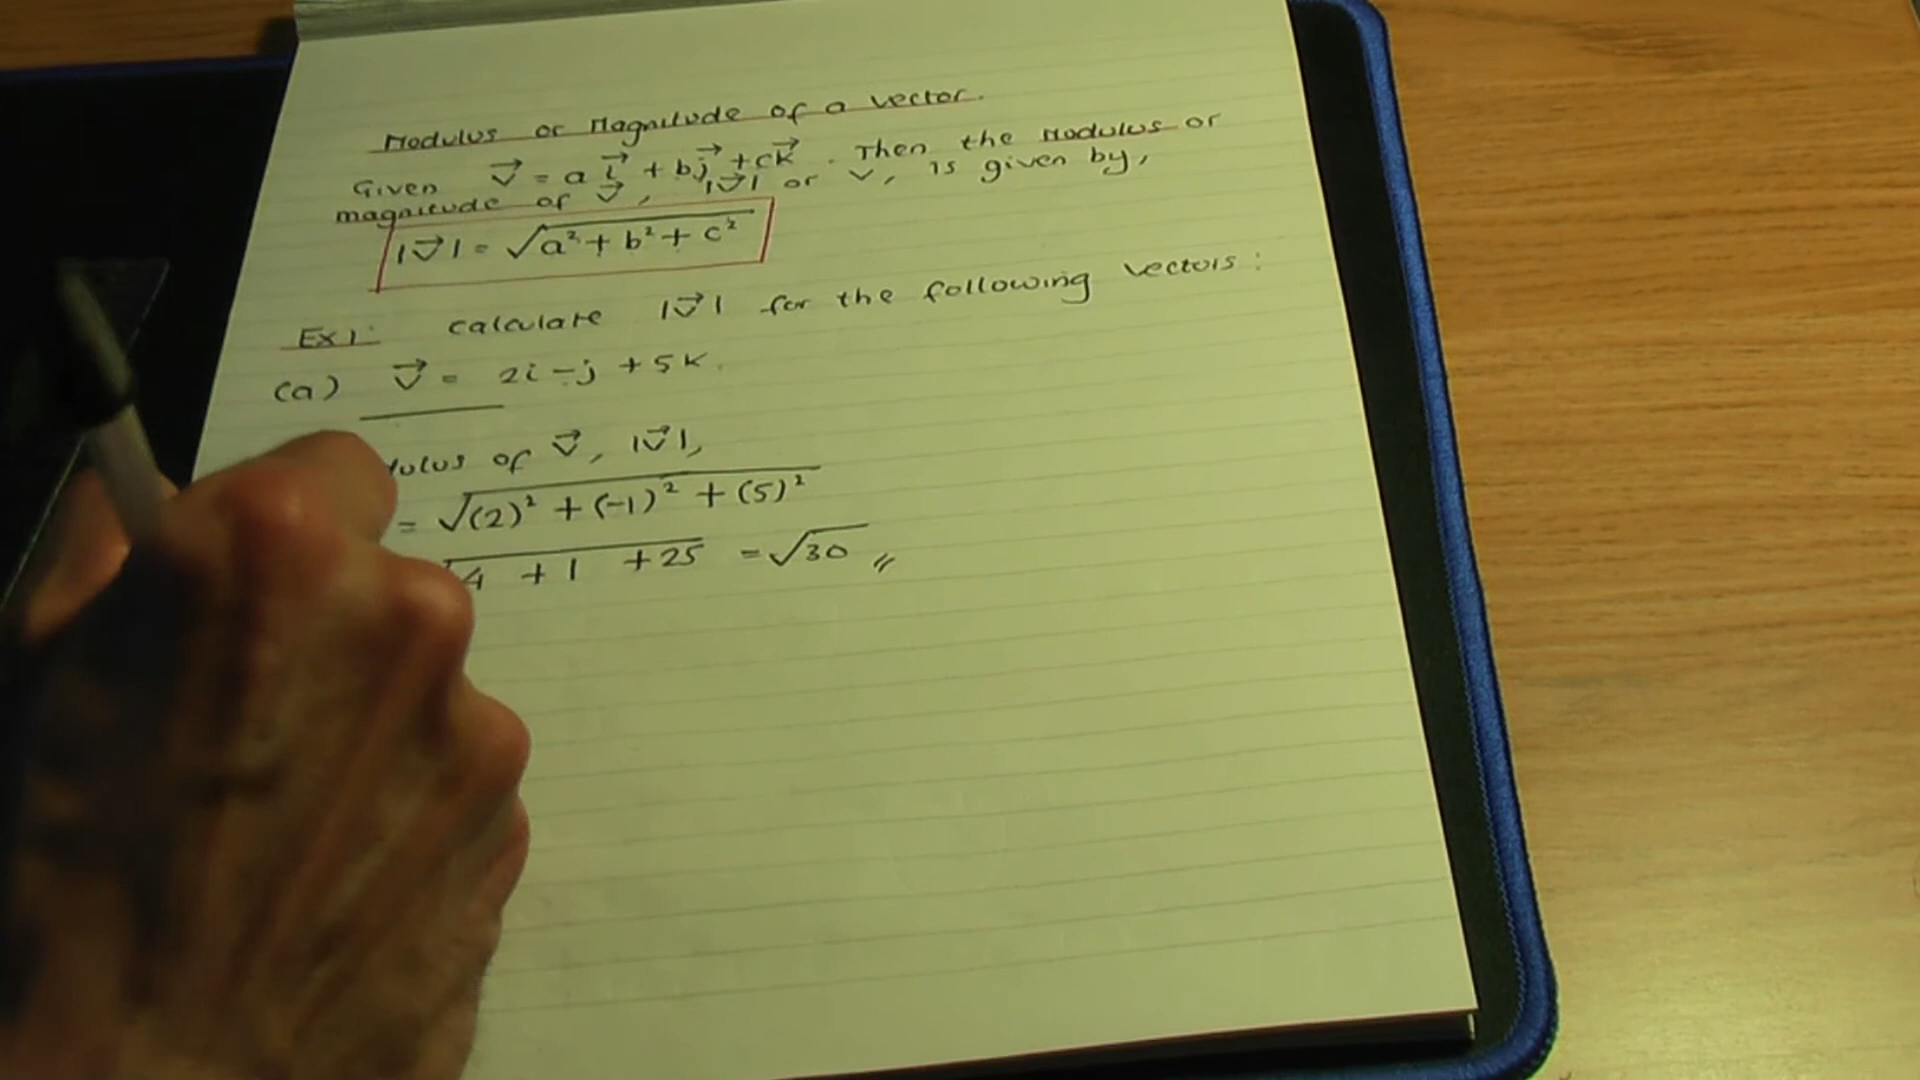 Modulus or Magnitude of a vector.
Given v⃗ = a i⃗ + b j⃗ + c k⃗ . Then the Modulus or
magnitude of v⃗ , |v⃗| or v, is given by,
|v⃗| = √a² + b² + c²
Ex 1: calculate |v⃗| for the following vectors:
(a) v⃗ = 2i - j + 5k.
dulus of v⃗, |v⃗|,
= √(2)² + (-1)² + (5)²
√4 + 1 + 25 = √30 //